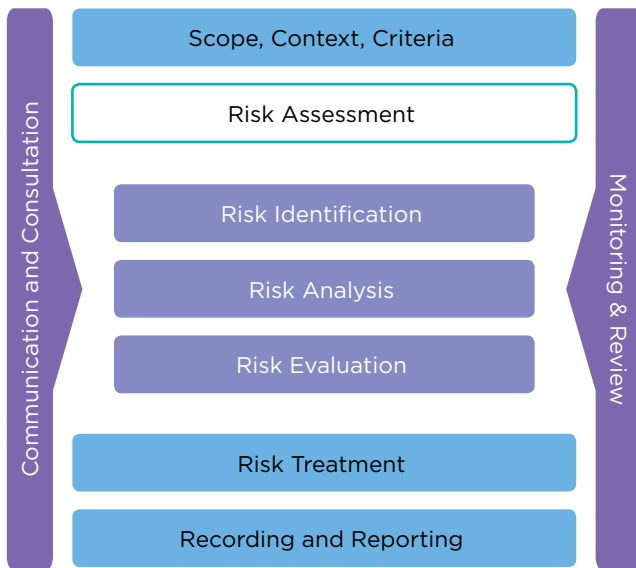 Scope, Context, Criteria
Risk Assessment
Communication and Consultation
Risk Identification
Risk Analysis
Risk Evaluation
Monitoring & Review
Risk Treatment
Recording and Reporting